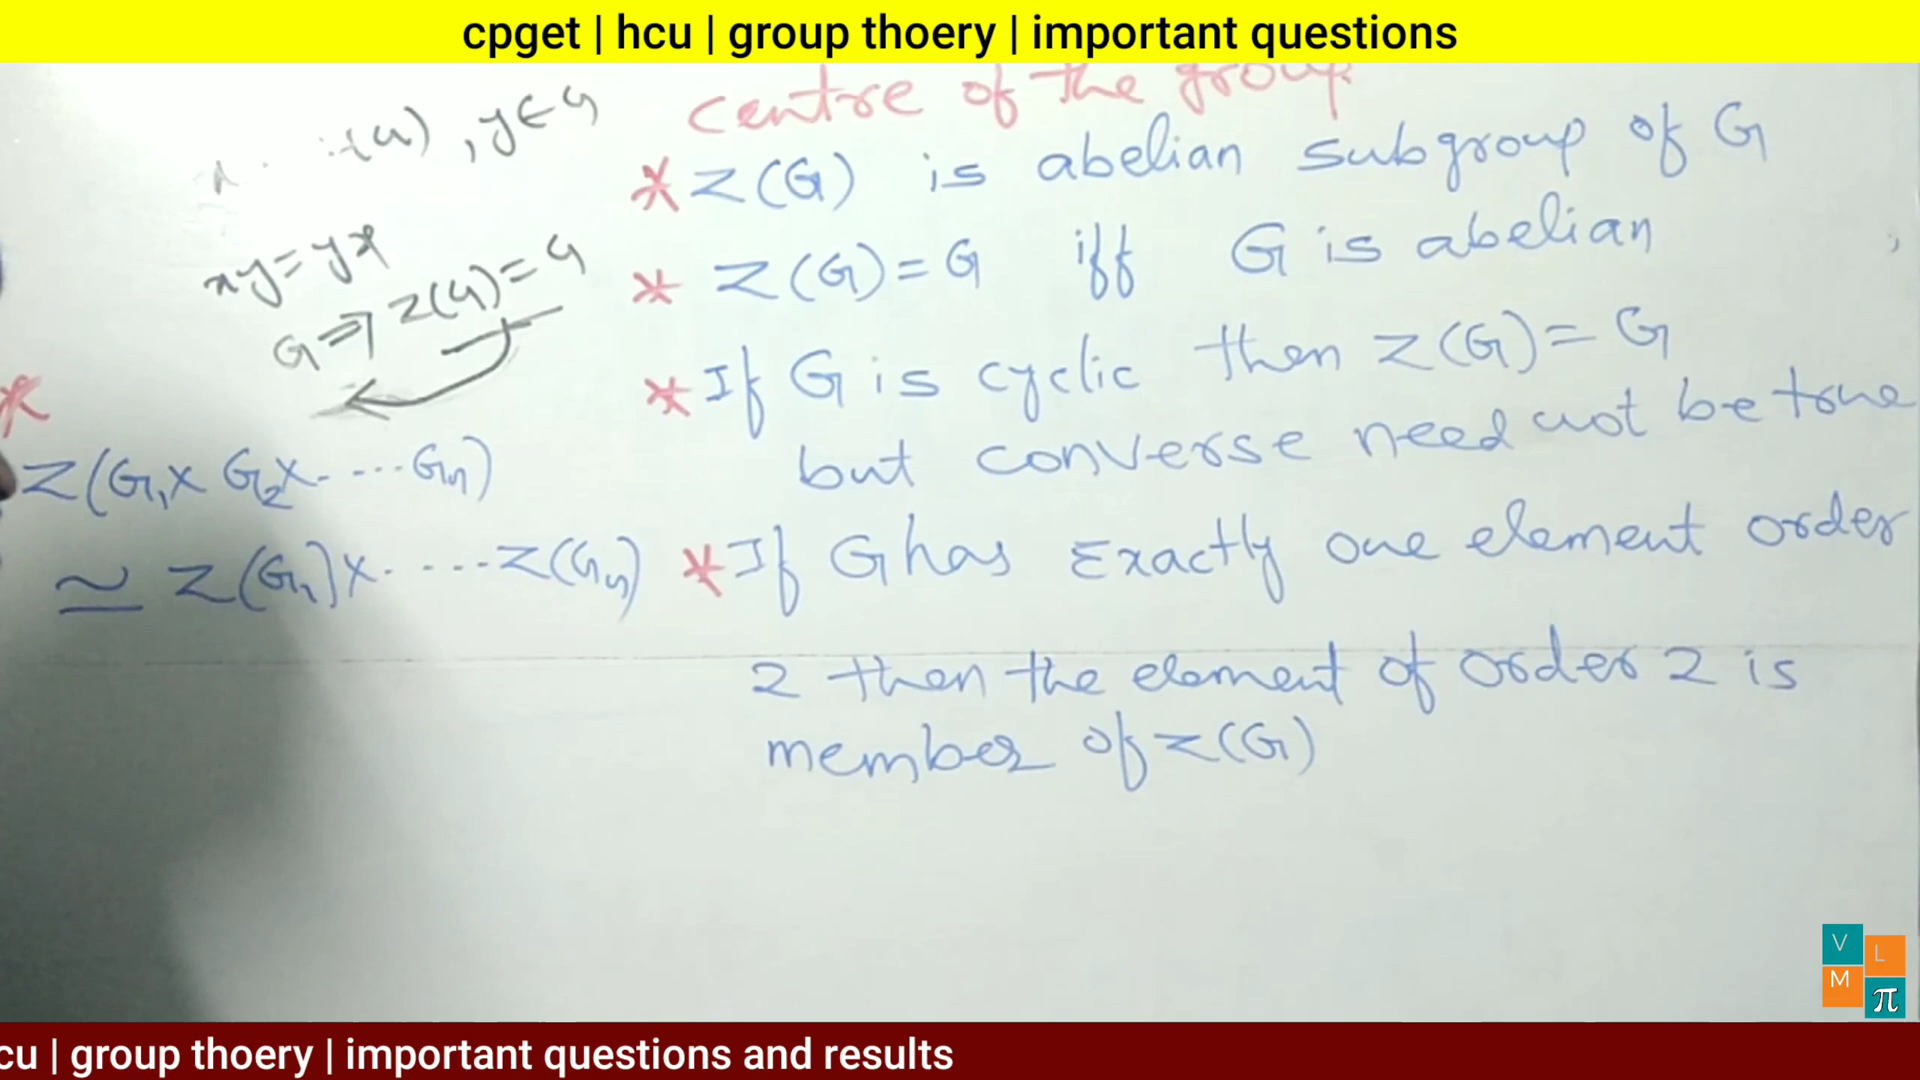 cpget | hcu | group thoery | important questions
centre of the group
, y ∈ G
xy = yx
G ⇒ Z(G) = G
* Z(G) is abelian subgroup of G
* Z(G) = G iff G is abelian
* If G is cyclic then Z(G) = G
but converse need not be true
* If G has Exactly one element order
2 then the element of order 2 is
member of Z(G)
*
Z(G₁ x G₂ x - - - - Gₙ)
≃ Z(G₁) x . . . . . Z(Gₙ)
V L
M π
cu | group thoery | important questions and results